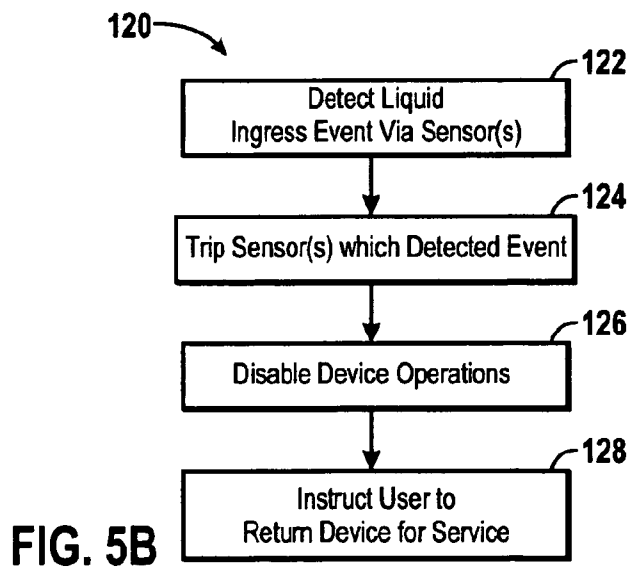 120
122
Detect Liquid
Ingress Event Via Sensor(s)
124
Trip Sensor(s) which Detected Event
126
Disable Device Operations
128
Instruct User to
Return Device for Service
FIG. 5B